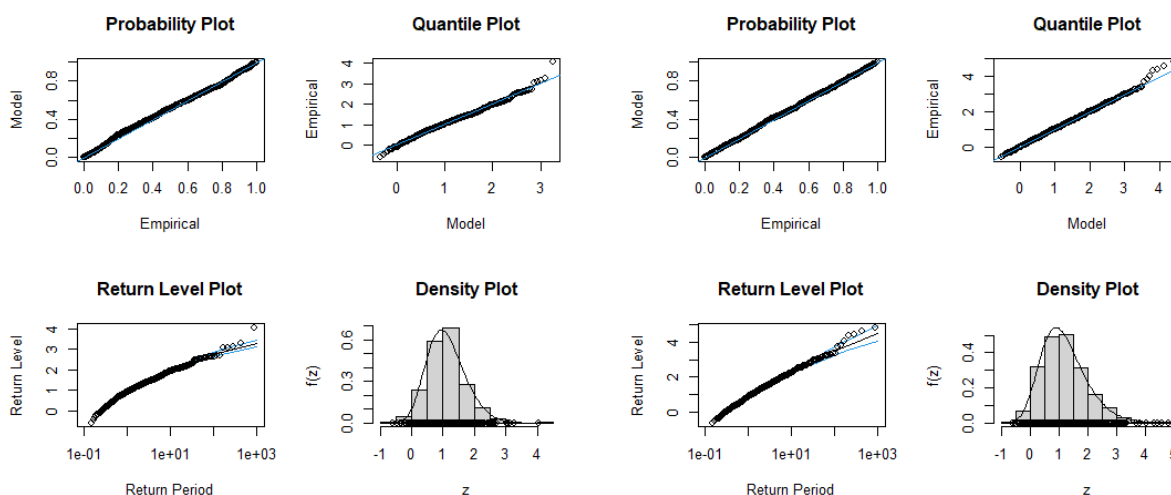 Probability Plot
Model
0.0 0.4 0.8
0.0 0.2 0.4 0.6 0.8 1.0
Empirical
Quantile Plot
Empirical
0 1 2 3 4
0 1 2 3
Model
Probability Plot
Model
0.0 0.4 0.8
0.0 0.2 0.4 0.6 0.8 1.0
Empirical
Quantile Plot
Empirical
0 2 4
0 1 2 3 4
Model
Return Level Plot
Return Level
0 1 2 3 4
1e-01 1e+01 1e+03
Return Period
Density Plot
f(z)
0.0 0.3 0.6
-1 0 1 2 3 4
z
Return Level Plot
Return Level
0 2 4
1e-01 1e+01 1e+03
Return Period
Density Plot
f(z)
0.0 0.2 0.4
-1 0 1 2 3 4 5
z